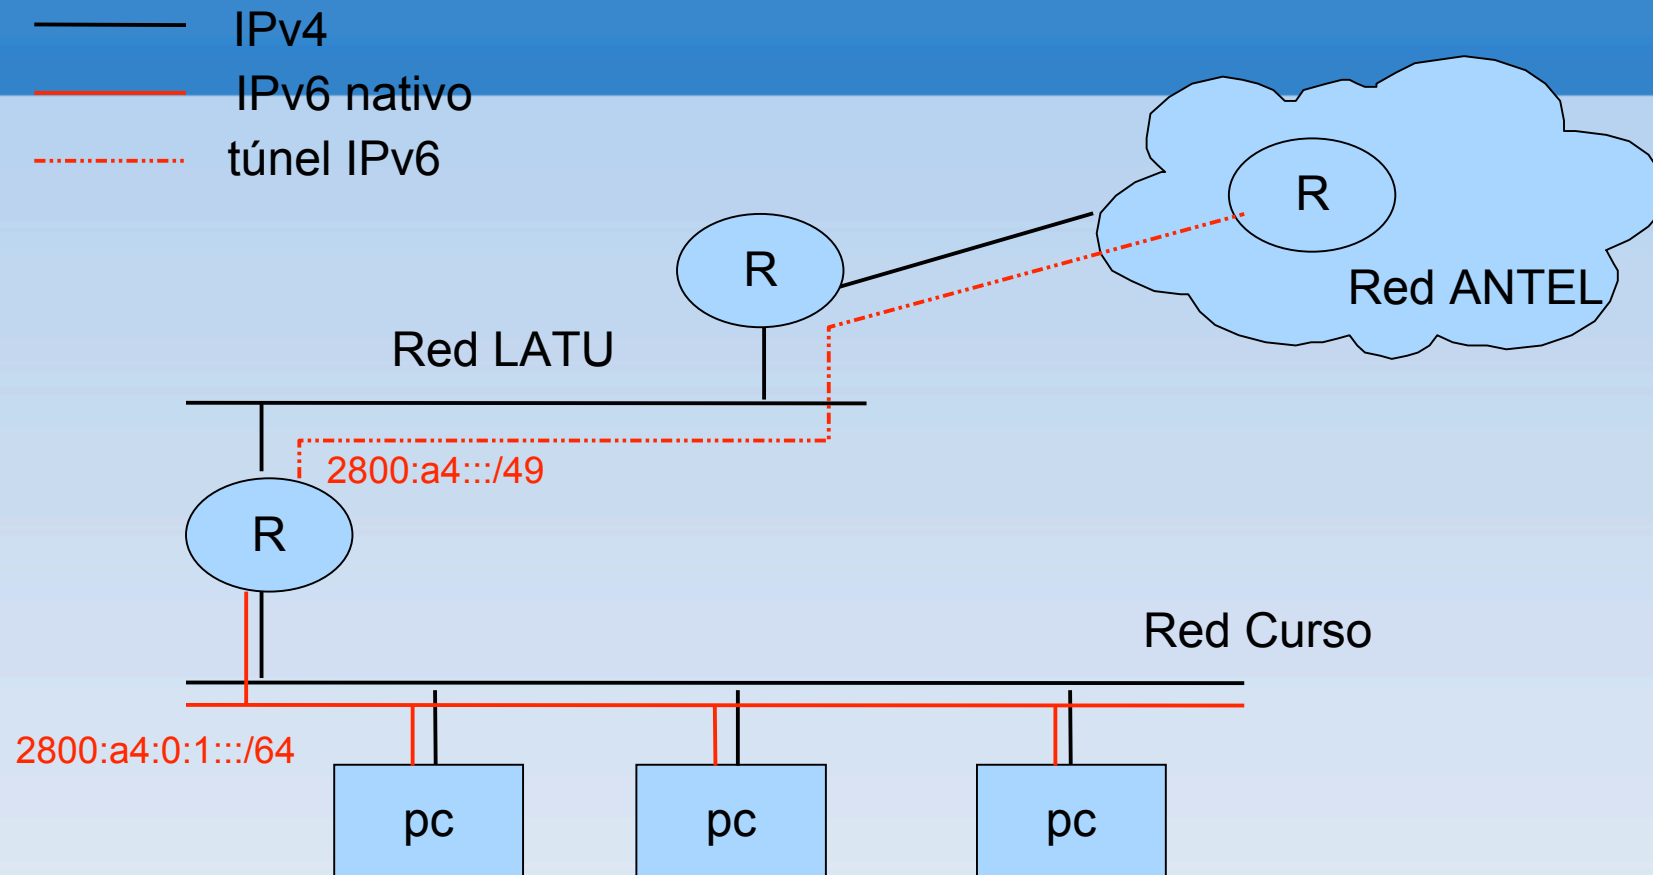 IPv4
IPv6 nativo
túnel IPv6
R
R
Red ANTEL
Red LATU
2800:a4:::/49
R
Red Curso
2800:a4:0:1:::/64
pc
pc
pc